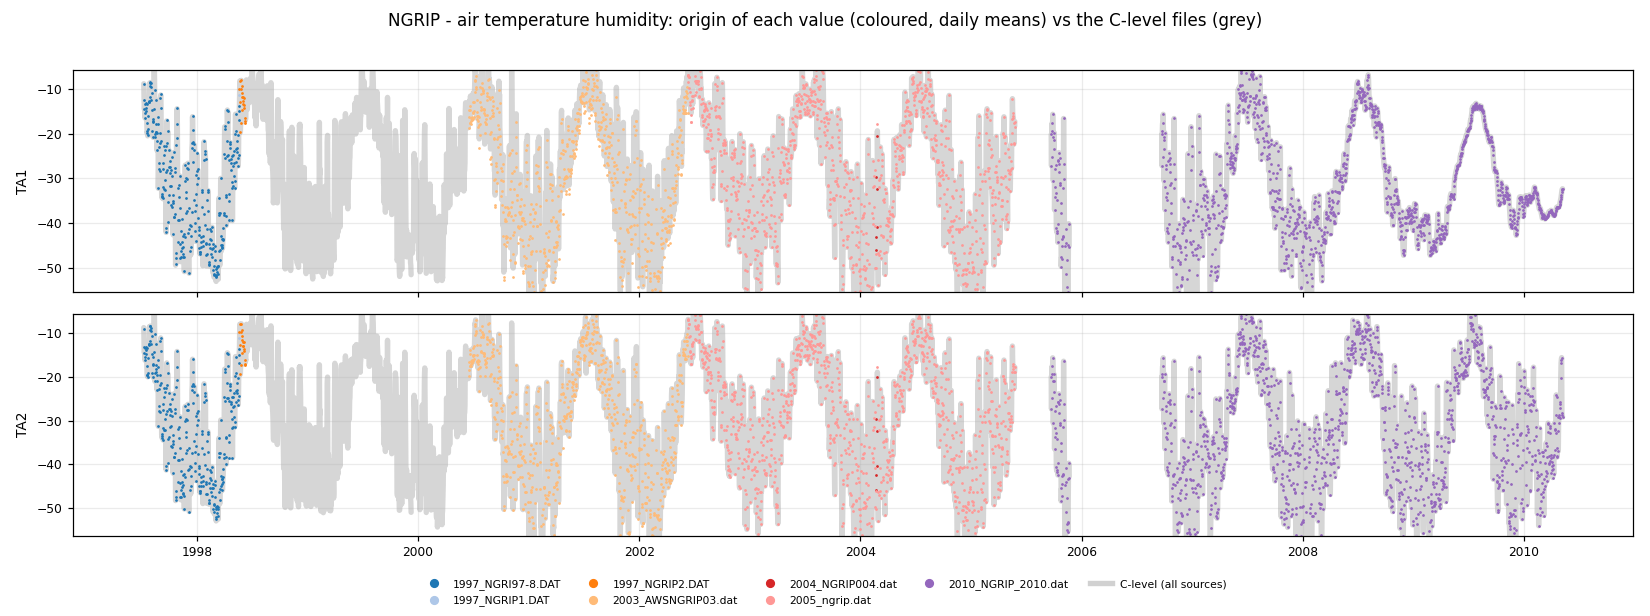 NGRIP - air temperature humidity: origin of each value (coloured, daily means) vs the C-level files (grey)
TA1
−10
−20
−30
−40
−50
TA2
−10
−20
−30
−40
−50
1998 2000 2002 2004 2006 2008 2010
1997_NGRI97-8.DAT 1997_NGRIP2.DAT 2004_NGRIP004.dat 2010_NGRIP_2010.dat C-level (all sources)
1997_NGRIP1.DAT 2003_AWSNGRIP03.dat 2005_ngrip.dat